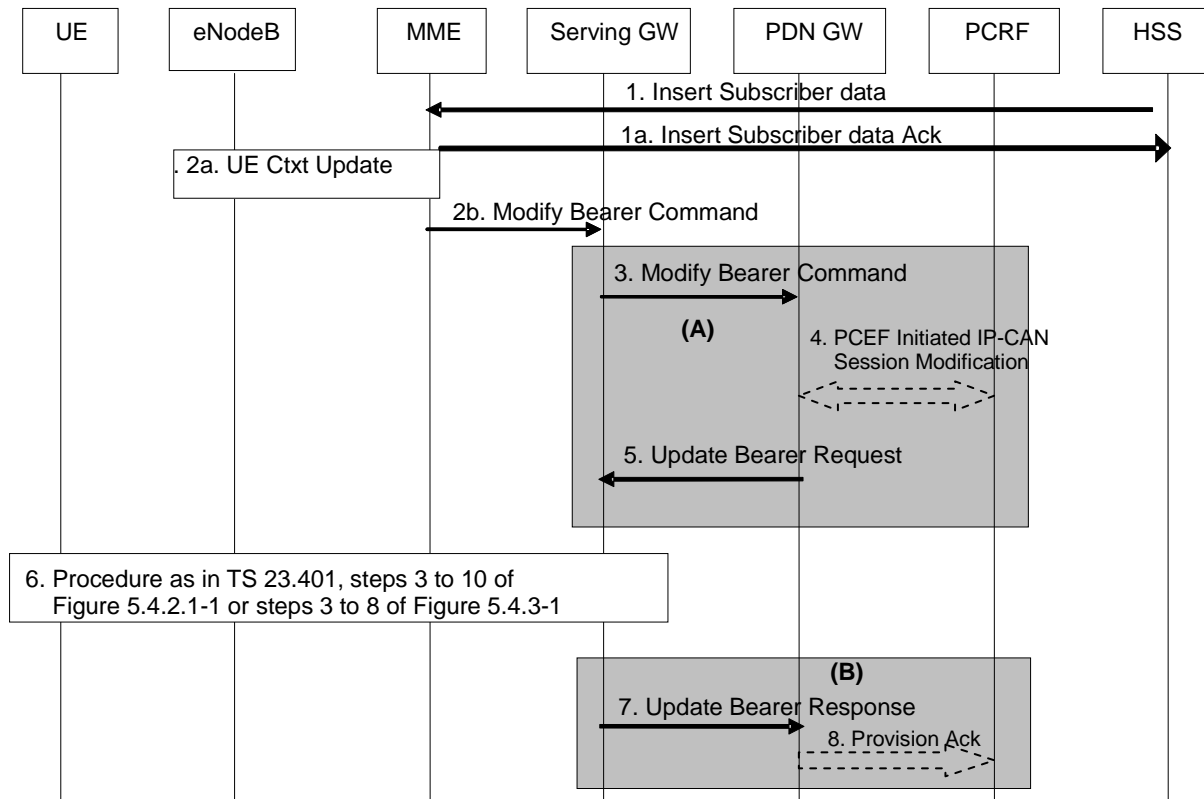 UE
eNodeB
MME
Serving GW
PDN GW
PCRF
HSS
1. Insert Subscriber data
1a. Insert Subscriber data Ack
. 2a. UE Ctxt Update
2b. Modify Bearer Command
3. Modify Bearer Command
(A)
4. PCEF Initiated IP-CAN
Session Modification
5. Update Bearer Request
6. Procedure as in TS 23.401, steps 3 to 10 of
Figure 5.4.2.1-1 or steps 3 to 8 of Figure 5.4.3-1
(B)
7. Update Bearer Response
8. Provision Ack